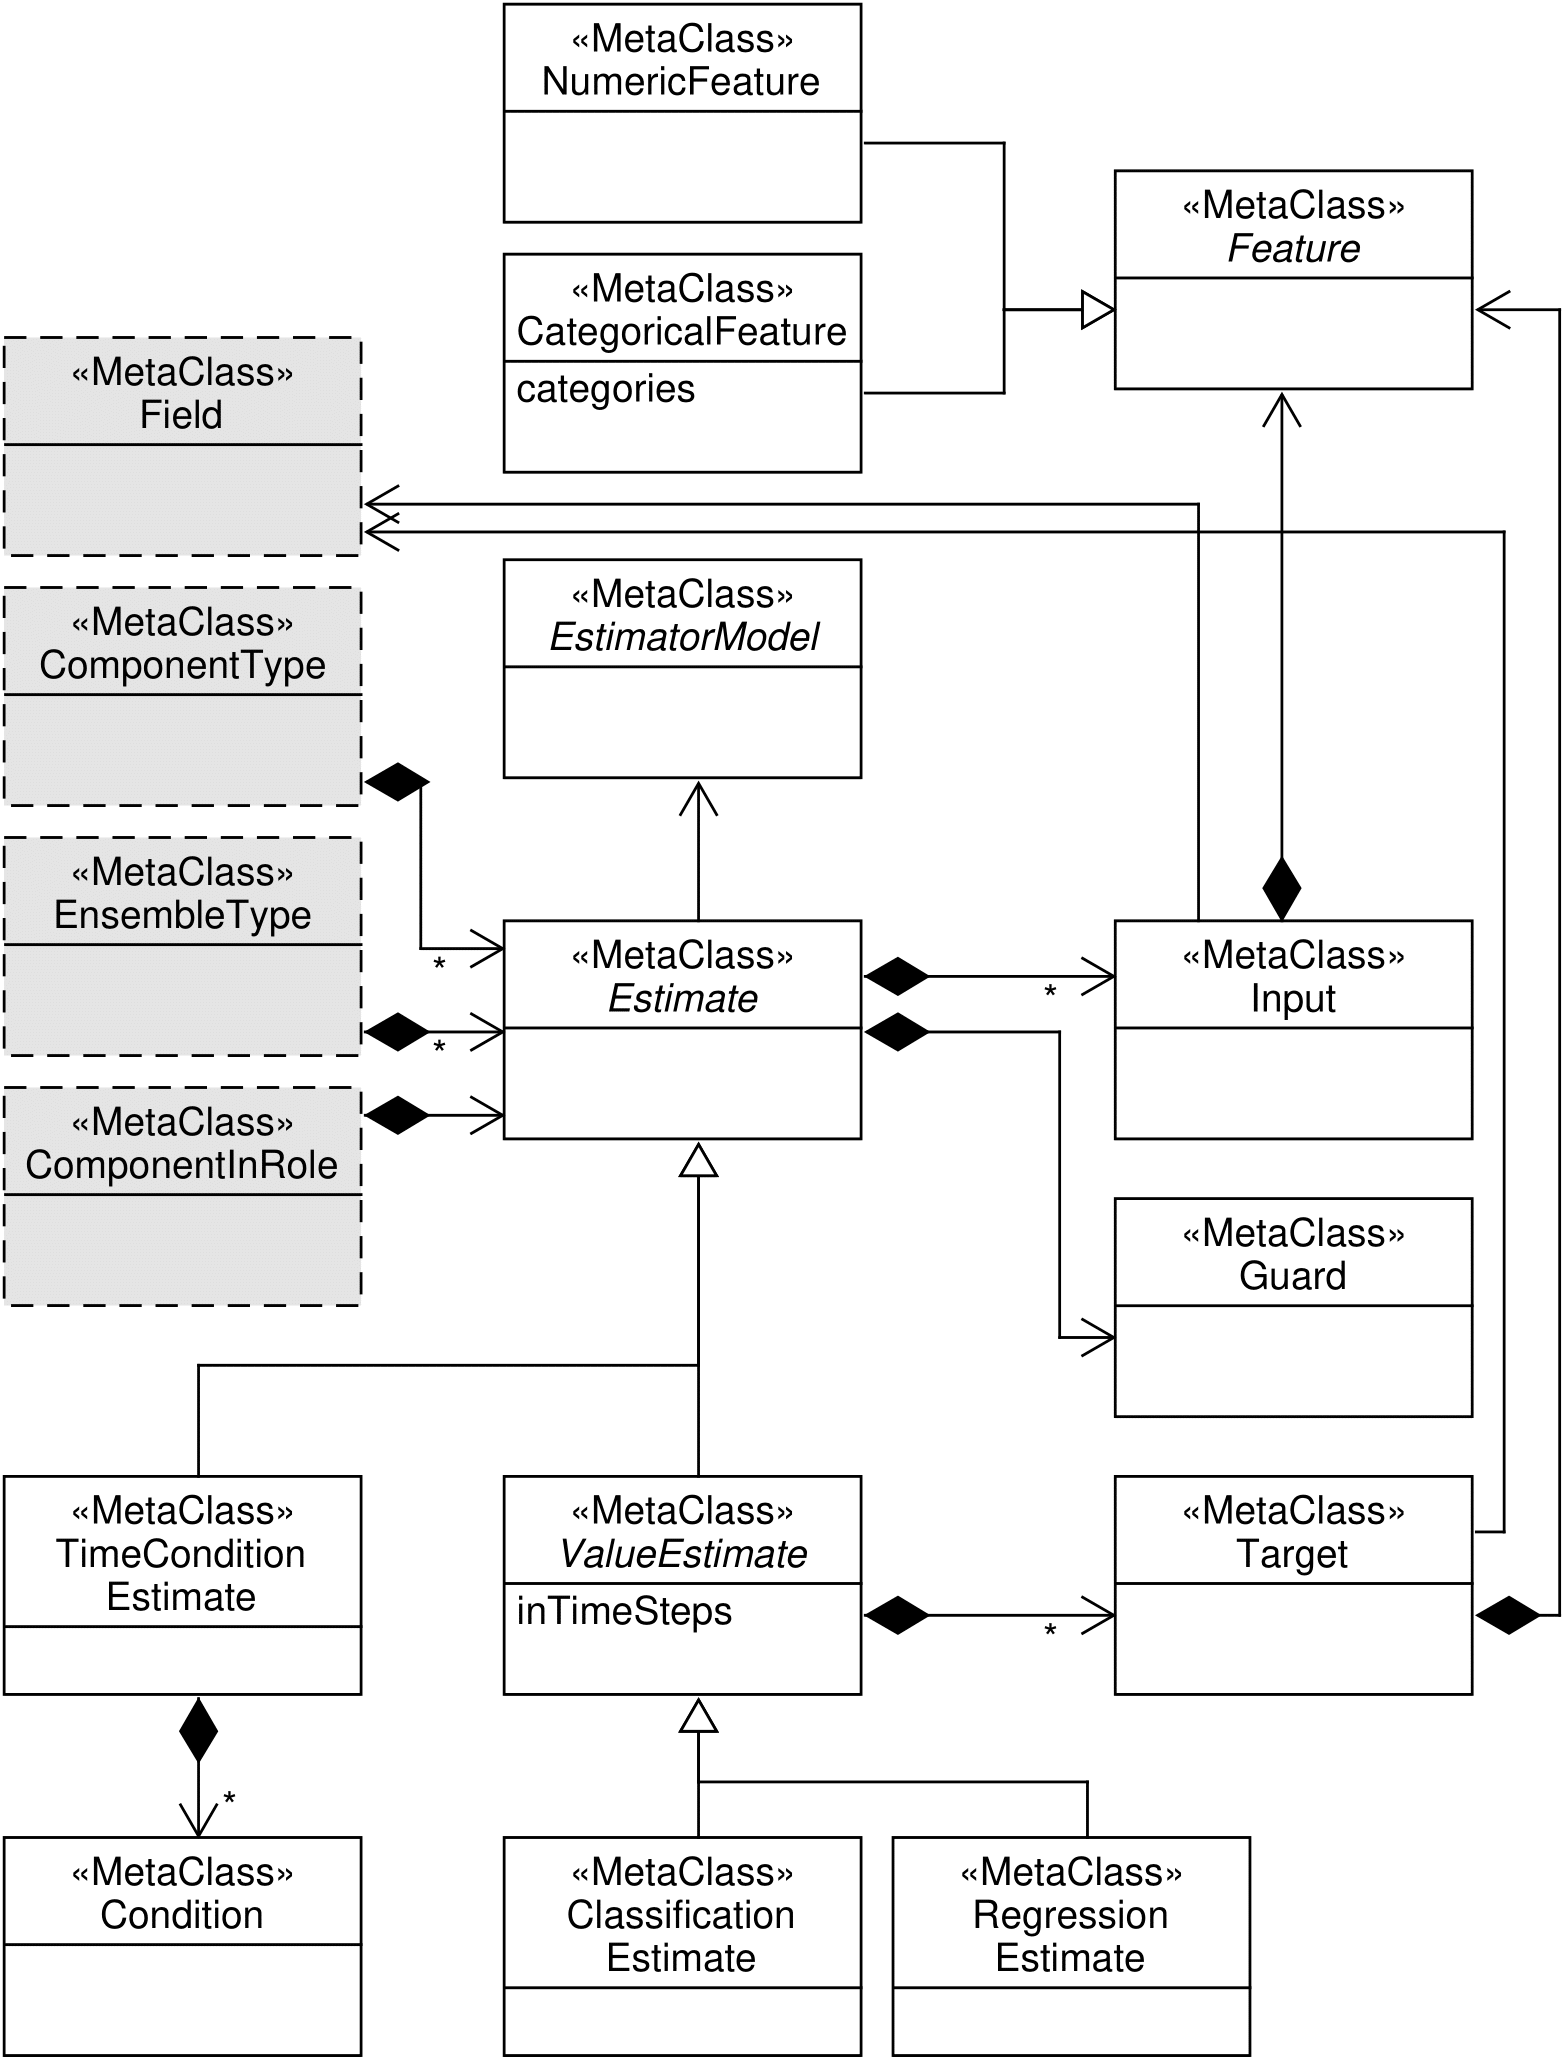 «MetaClass»
NumericFeature
«MetaClass»
Feature
«MetaClass»
CategoricalFeature
categories
«MetaClass»
Field
«MetaClass»
EstimatorModel
«MetaClass»
ComponentType
«MetaClass»
EnsembleType
«MetaClass»
Estimate
«MetaClass»
Input
*
*
*
«MetaClass»
ComponentInRole
«MetaClass»
Guard
«MetaClass»
TimeCondition
Estimate
«MetaClass»
ValueEstimate
inTimeSteps
*
«MetaClass»
Target
*
«MetaClass»
Condition
«MetaClass»
Classification
Estimate
«MetaClass»
Regression
Estimate